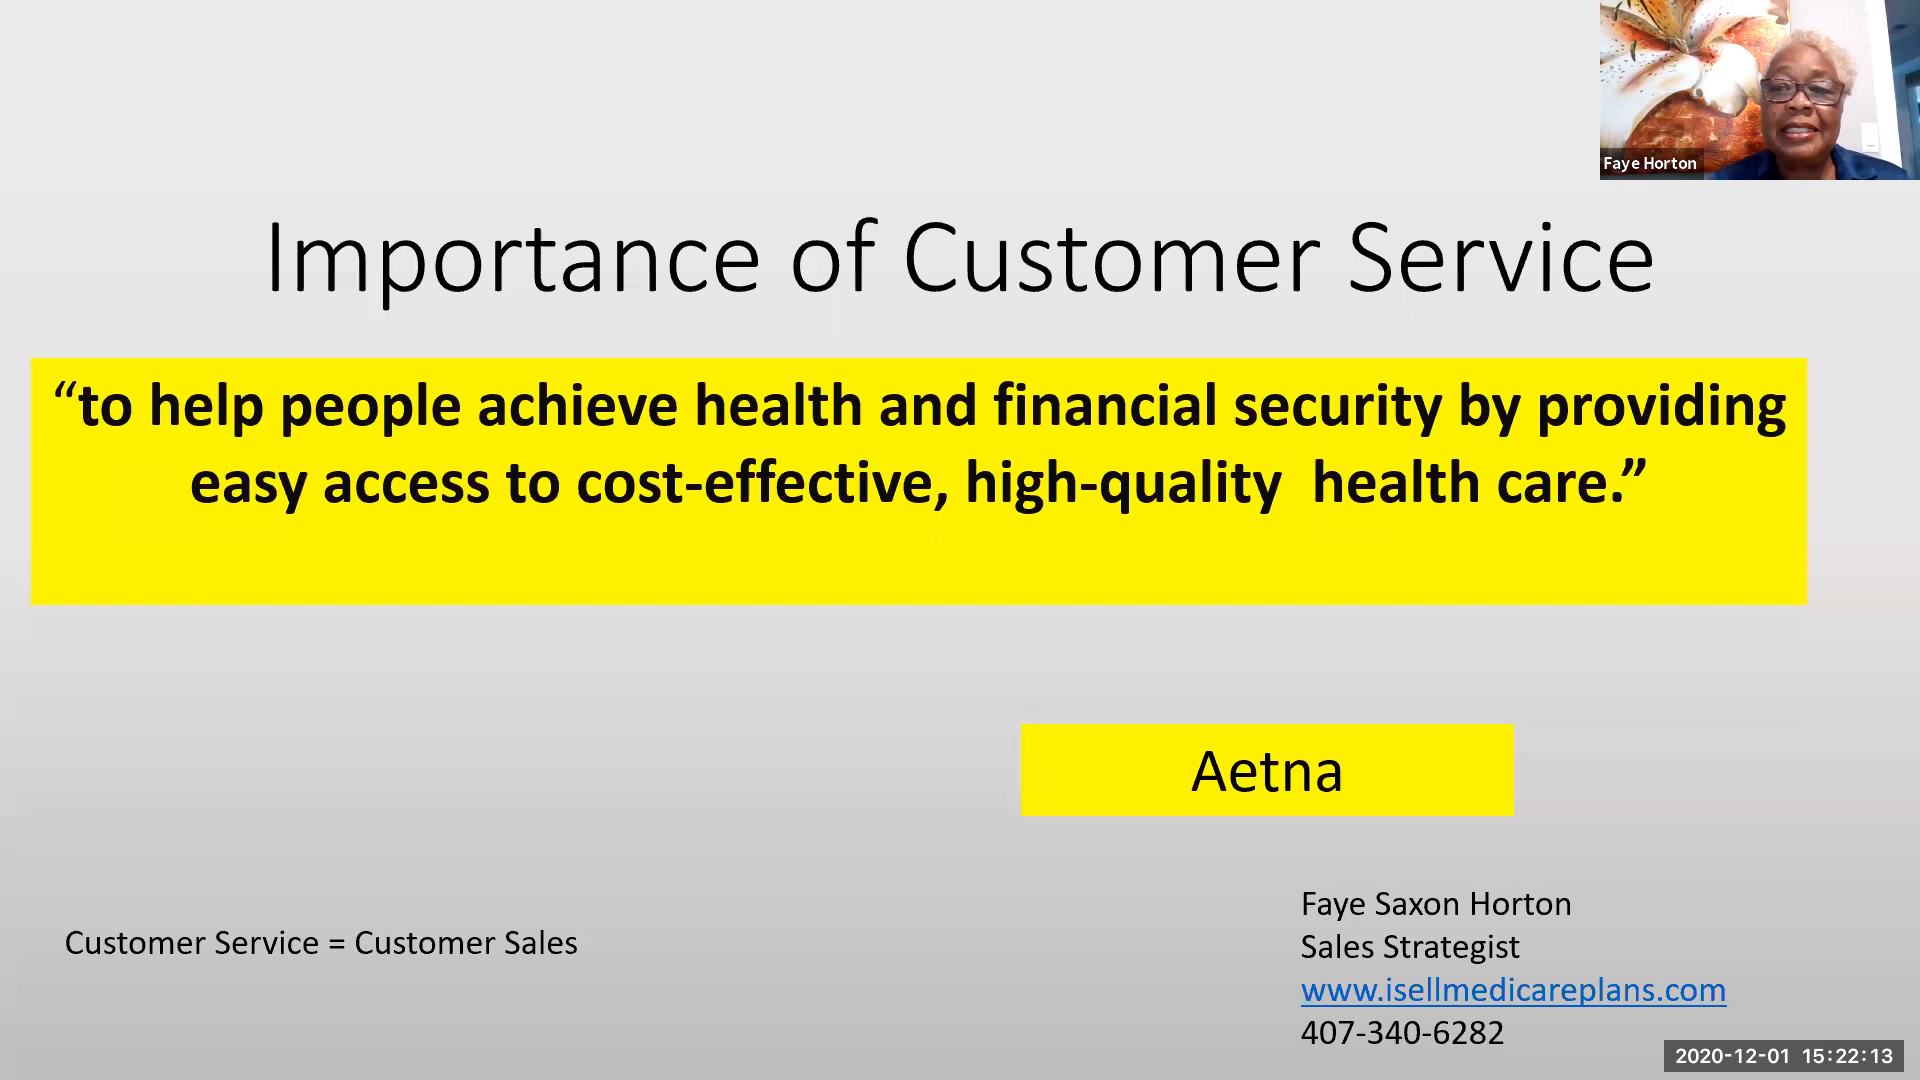 Faye Horton
Importance of Customer Service
“to help people achieve health and financial security by providing
easy access to cost-effective, high-quality  health care.”
Aetna
Customer Service = Customer Sales
Faye Saxon Horton
Sales Strategist
www.isellmedicareplans.com
407-340-6282
2020-12-01 15:22:13